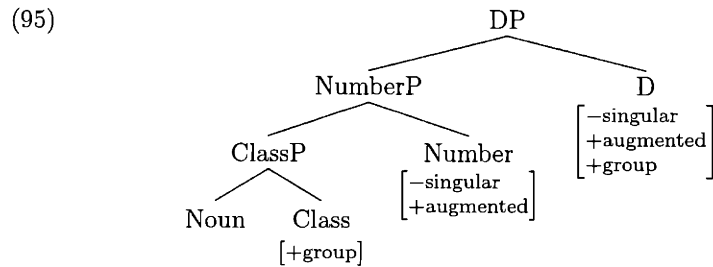 (95)
DP
NumberP D
[−singular
+augmented
+group]
ClassP Number
[−singular
+augmented]
Noun Class
[+group]